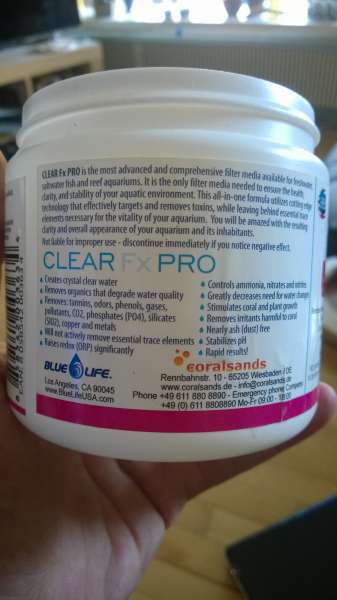 CLEAR Fx PRO is the most advanced and comprehensive filter media available for freshwater,
saltwater fish and reef aquariums. It is the only filter media needed to ensure the health,
clarity, and stability of your aquatic environment. This all-in-one formula utilizes cutting edge
technology that effectively targets and removes toxins, while leaving behind essential trace
elements necessary for the vitality of your aquarium. You will be amazed with the resulting
clarity and overall appearance of your aquarium and its inhabitants.
Not liable for improper use - discontinue immediately if you notice negative effect.
CLEAR Fx PRO
• Creates crystal clear water
• Removes organics that degrade water quality
• Removes: tannins, odors, phenols, gases,
pollutants, CO2, phosphates (PO4), silicates
(SIO2), copper and metals
• Will not actively remove essential trace elements
• Raises redox (ORP) significantly
• Controls ammonia, nitrates and nitrites
• Greatly decreases need for water changes
• Stimulates coral and plant growth
• Removes irritants harmful to coral
• Nearly ash (dust) free
• Stabilizes pH
• Rapid results!
BLUE LIFE
Los Angeles, CA 90045
www.BlueLifeUSA.com
coralsands
Rennbahnstr. 10 - 65205 Wiesbaden / DE
www.coralsands.com - info@coralsands.com
Phone +49 611 880 8890 - Emergency phone Company
+49 (0) 611 8808890 Mo-Fr 09:00 -